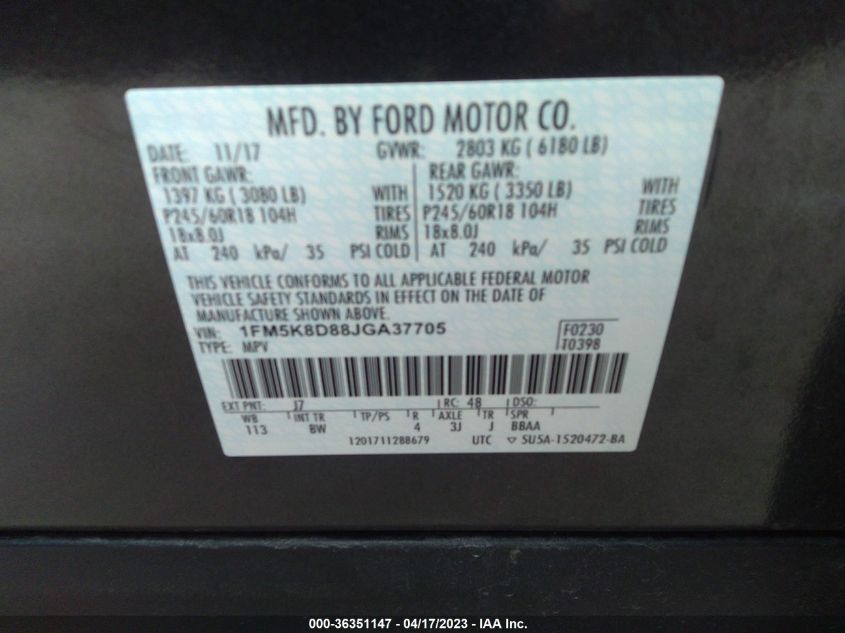 MFD. BY FORD MOTOR CO.
DATE: 11/17 GVWR: 2803 KG ( 6180 LB)
FRONT GAWR: REAR GAWR:
1397 KG ( 3080 LB) WITH 1520 KG ( 3350 LB) WITH
P245/60R18 104H TIRES P245/60R18 104H TIRES
18x8.0J RIMS 18x8.0J RIMS
AT 240 kPa/ 35 PSI COLD AT 240 kPa/ 35 PSI COLD
THIS VEHICLE CONFORMS TO ALL APPLICABLE FEDERAL MOTOR
VEHICLE SAFETY STANDARDS IN EFFECT ON THE DATE OF
MANUFACTURE SHOWN ABOVE.
VIN: 1FM5K8D88JGA37705 F0230
TYPE: MPV T0398
EXT PNT: J7 RC: 48 DSO:
WB INT TR TP/PS R AXLE TR SPR
113 BW 4 3J J BBAA
1201711288679 UTC ▽ SU5A-1520472-BA
000-36351147 - 04/17/2023 - IAA Inc.